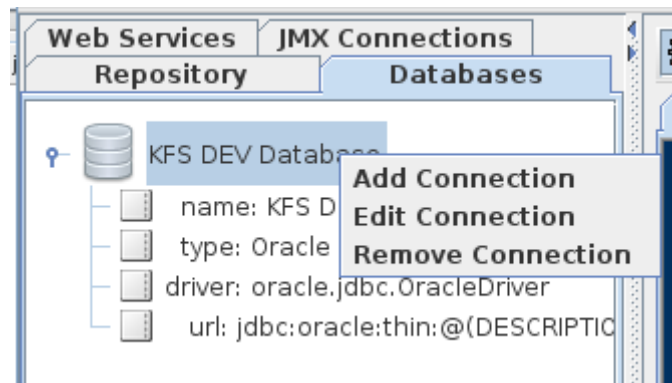 Web Services JMX Connections
Repository Databases
KFS DEV Database
Add Connection
name: KFS D
Edit Connection
type: Oracle
Remove Connection
driver: oracle.jdbc.OracleDriver
url: jdbc:oracle:thin:@(DESCRIPTIO